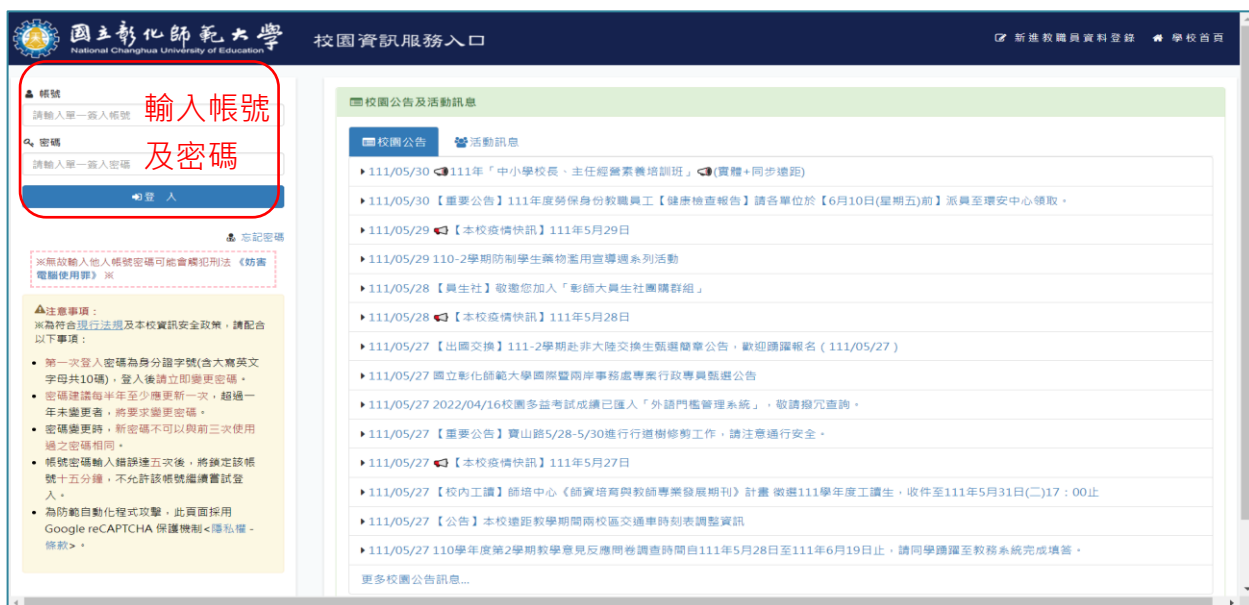 國立彰化師範大學
National Changhua University of Education
校園資訊服務入口
新進教職員資料登錄
學校首頁
帳號
請輸入單一簽入帳號
密碼
請輸入單一簽入密碼
輸入帳號
及密碼
登 入
忘記密碼
※無故輸入他人帳號密碼可能會觸犯刑法 《妨害
電腦使用罪》 ※
注意事項：
※為符合現行法規及本校資訊安全政策，請配合
以下事項：
第一次登入密碼為身分證字號(含大寫英文
字母共10碼)，登入後請立即變更密碼。
密碼建議每半年至少應更新一次，超過一
年未變更者，將要求變更密碼。
密碼變更時，新密碼不可以與前三次使用
過之密碼相同。
帳號密碼輸入錯誤達五次後，將鎖定該帳
號十五分鐘，不允許該帳號繼續嘗試登
入。
為防範自動化程式攻擊，此頁面採用
Google reCAPTCHA 保護機制<隱私權 -
條款>。
校園公告及活動訊息
校園公告
活動訊息
111/05/30 111年「中小學校長、主任經營素養培訓班」(實體+同步遠距)
111/05/30 【重要公告】111年度勞保身份教職員工【健康檢查報告】請各單位於【6月10日(星期五)前】派員至環安中心領取。
111/05/29 【本校疫情快訊】111年5月29日
111/05/29 110-2學期防制學生藥物濫用宣導週系列活動
111/05/28 【員生社】敬邀您加入「彰師大員生社團購群組」
111/05/28 【本校疫情快訊】111年5月28日
111/05/27 【出國交換】111-2學期赴非大陸交換生甄選簡章公告，歡迎踴躍報名 ( 111/05/27 )
111/05/27 國立彰化師範大學國際暨兩岸事務處專案行政專員甄選公告
111/05/27 2022/04/16校園多益考試成績已匯入「外語門檻管理系統」，敬請撥冗查詢。
111/05/27 【重要公告】寶山路5/28-5/30進行行道樹修剪工作，請注意通行安全。
111/05/27 【本校疫情快訊】111年5月27日
111/05/27 【校內工讀】師培中心《師資培育與教師專業發展期刊》計畫 徵選111學年度工讀生，收件至111年5月31日(二)17：00止
111/05/27 【公告】本校遠距教學期間兩校區交通車時刻表調整資訊
111/05/27 110學年度第2學期教學意見反應問卷調查時間自111年5月28日至111年6月19日止，請同學踴躍至教務系統完成填答。
更多校園公告訊息...